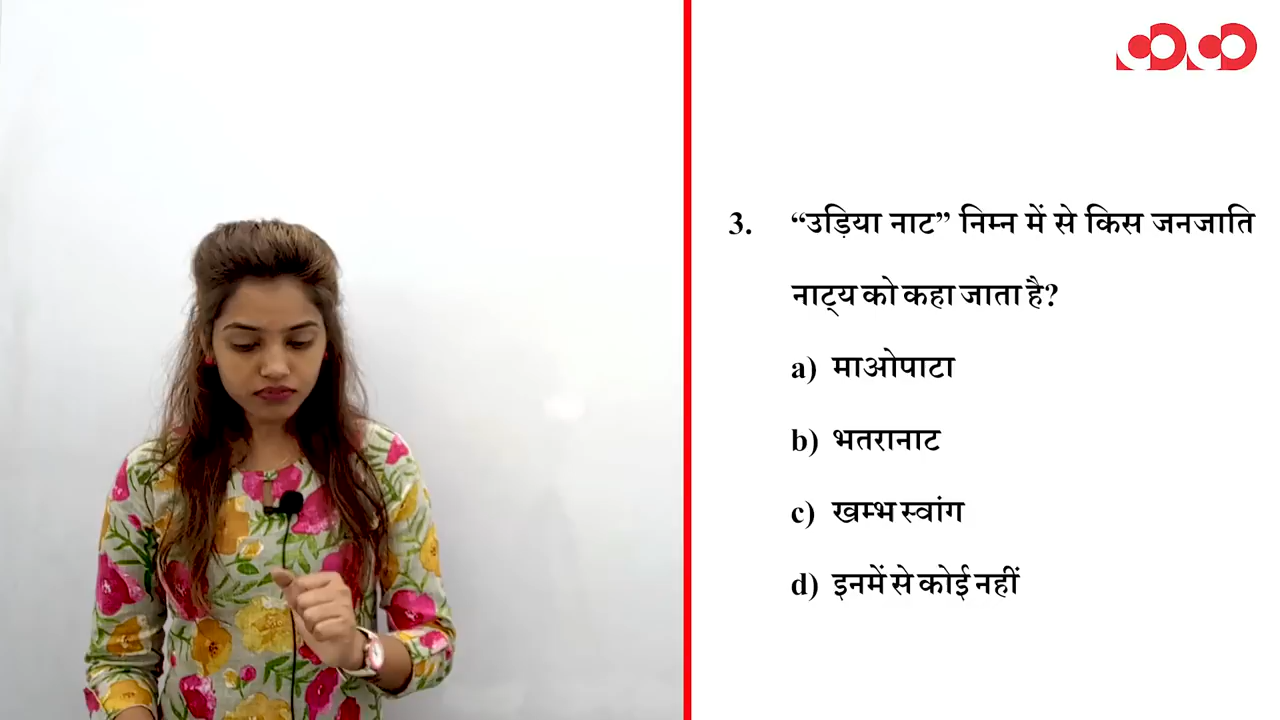 3. “उड़िया नाट” निम्न में से किस जनजाति
नाट्य को कहा जाता है?
a) माओपाटा
b) भतरानाट
c) खम्भ स्वांग
d) इनमें से कोई नहीं